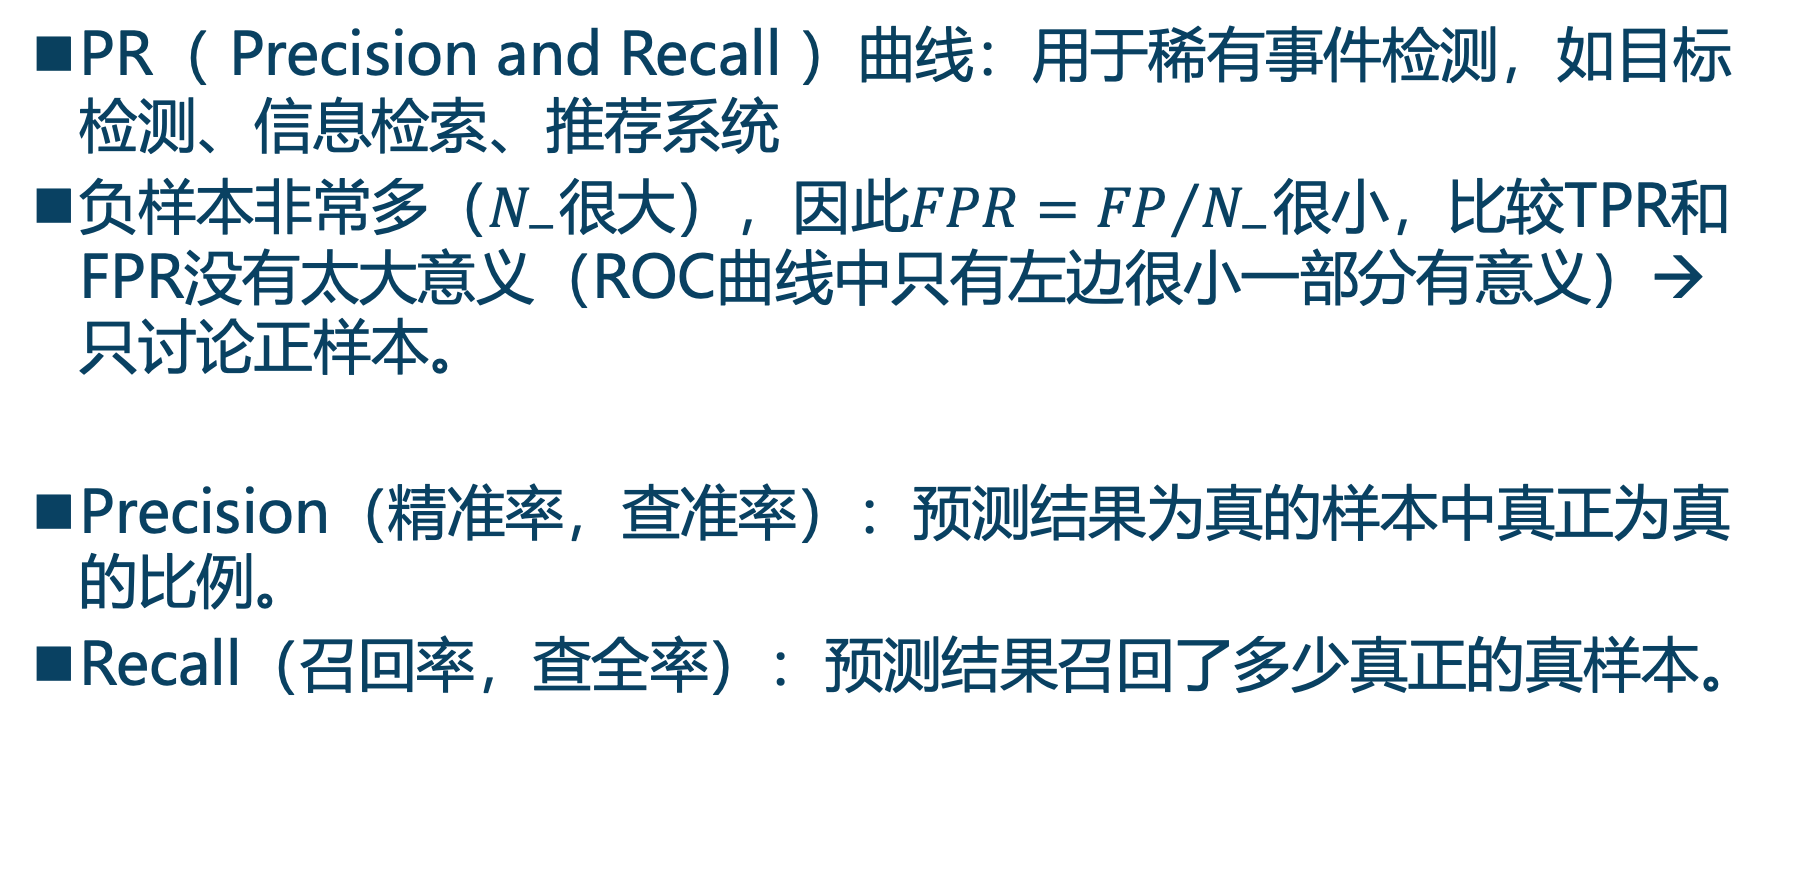 ■PR（ Precision and Recall ）曲线：用于稀有事件检测，如目标
检测、信息检索、推荐系统
■负样本非常多（N₋很大），因此FPR = FP/N₋很小，比较TPR和
FPR没有太大意义（ROC曲线中只有左边很小一部分有意义）→
只讨论正样本。
■Precision（精准率，查准率）：预测结果为真的样本中真正为真
的比例。
■Recall（召回率，查全率）：预测结果召回了多少真正的真样本。